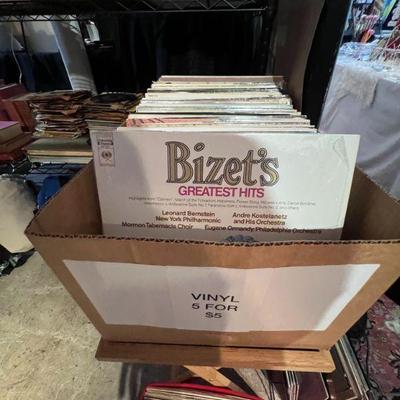 Bizet's
GREATEST HITS
Leonard Bernstein
New York Philharmonic
Andre Kostelanetz
and His Orchestra
Mormon Tabernacle Choir
Eugene Ormandy, Philadelphia Orchestra
VINYL
5 FOR
$5